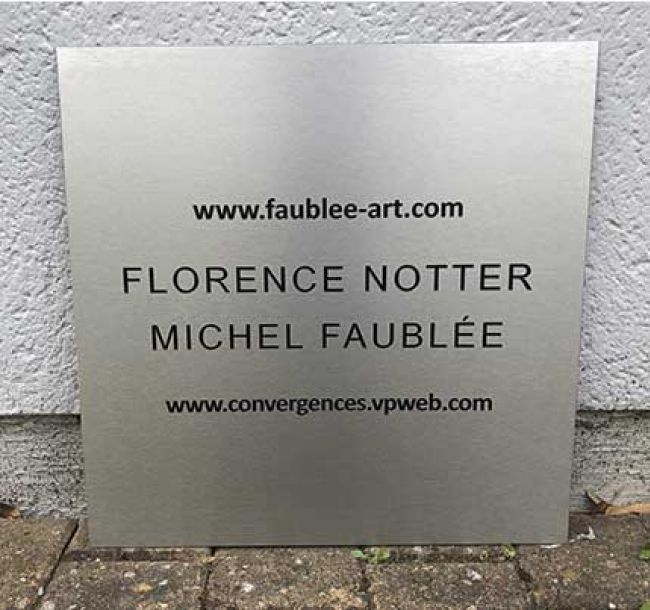 www.faublee-art.com
FLORENCE NOTTER
MICHEL FAUBLÉE
www.convergences.vpweb.com